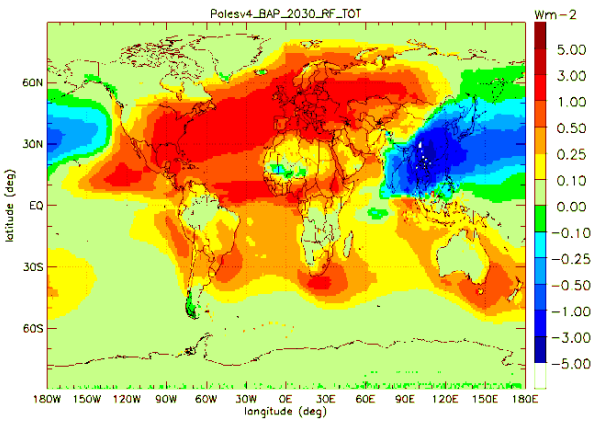 Polesv4_BAP_2030_RF_TOT
Wm-2
5.00
3.00
1.00
0.50
0.25
0.10
0.00
-0.10
-0.25
-0.50
-1.00
-3.00
-5.00
latitude (deg)
60N
30N
EQ
30S
60S
180W 150W 120W 90W 60W 30W 0E 30E 60E 90E 120E 150E 180E
longitude (deg)